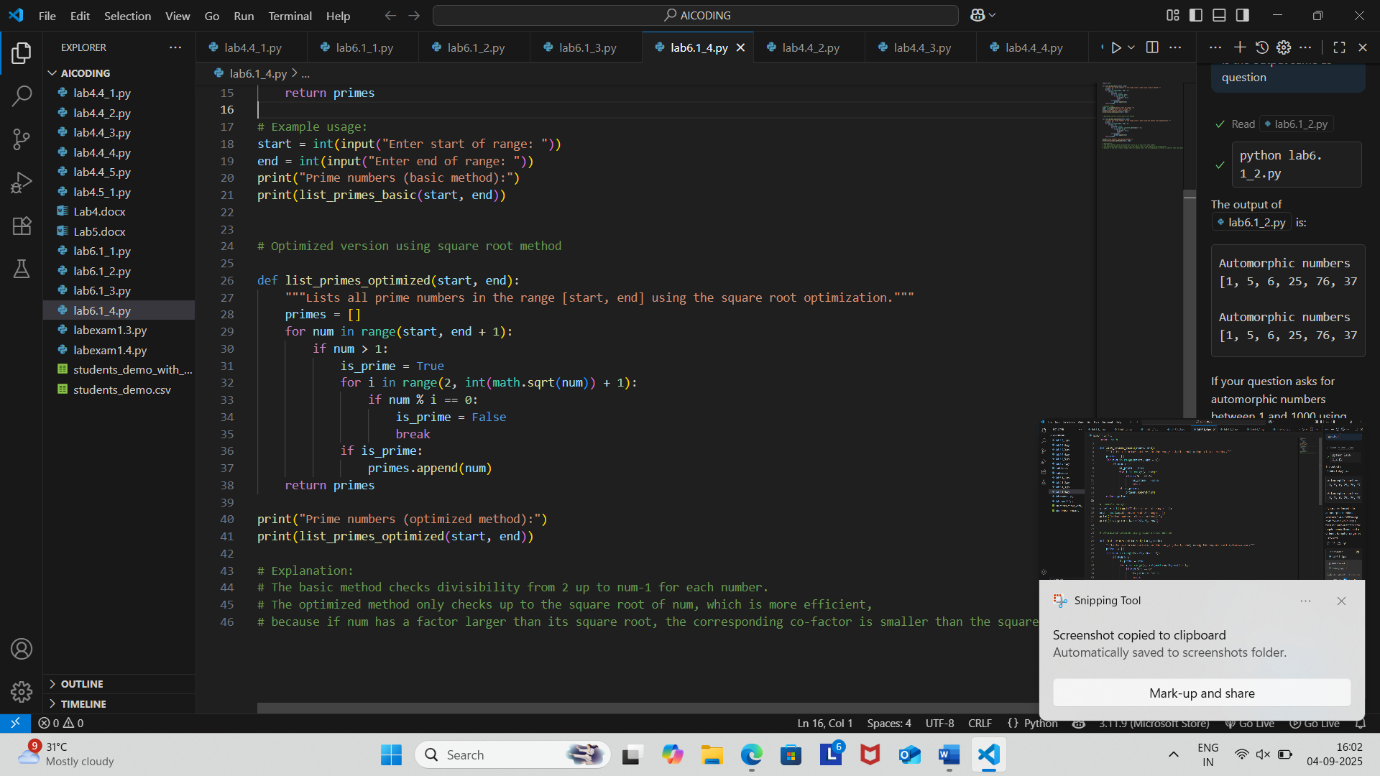 File Edit Selection View Go Run Terminal Help
AICODING
EXPLORER
AICODING
lab4.4_1.py
lab4.4_2.py
lab4.4_3.py
lab4.4_4.py
lab4.4_5.py
lab4.5_1.py
Lab4.docx
Lab5.docx
lab6.1_1.py
lab6.1_2.py
lab6.1_3.py
lab6.1_4.py
labexam1.3.py
labexam1.4.py
students_demo_with_...
students_demo.csv
OUTLINE
TIMELINE
lab4.4_1.py lab6.1_1.py lab6.1_2.py lab6.1_3.py lab6.1_4.py lab4.4_2.py lab4.4_3.py lab4.4_4.py
lab6.1_4.py > ...
15 return primes
16
17 # Example usage:
18 start = int(input("Enter start of range: "))
19 end = int(input("Enter end of range: "))
20 print("Prime numbers (basic method):")
21 print(list_primes_basic(start, end))
22
23
24 # Optimized version using square root method
25
26 def list_primes_optimized(start, end):
27 """Lists all prime numbers in the range [start, end] using the square root optimization."""
28 primes = []
29 for num in range(start, end + 1):
30 if num > 1:
31 is_prime = True
32 for i in range(2, int(math.sqrt(num)) + 1):
33 if num % i == 0:
34 is_prime = False
35 break
36 if is_prime:
37 primes.append(num)
38 return primes
39
40 print("Prime numbers (optimized method):")
41 print(list_primes_optimized(start, end))
42
43 # Explanation:
44 # The basic method checks divisibility from 2 up to num-1 for each number.
45 # The optimized method only checks up to the square root of num, which is more efficient,
46 # because if num has a factor larger than its square root, the corresponding co-factor is smaller than the square
question
Read lab6.1_2.py
python lab6.
1_2.py
The output of
lab6.1_2.py is:
Automorphic numbers
[1, 5, 6, 25, 76, 37
Automorphic numbers
[1, 5, 6, 25, 76, 37
If your question asks for
automorphic numbers
between 1 and 1000 using
Snipping Tool
Screenshot copied to clipboard
Automatically saved to screenshots folder.
Mark-up and share
0 0 Ln 16, Col 1 Spaces: 4 UTF-8 CRLF {} Python 3.11.9 (Microsoft Store) Go Live Go Live
9
31°C
Mostly cloudy
Search
6
ENG
IN
16:02
04-09-2025